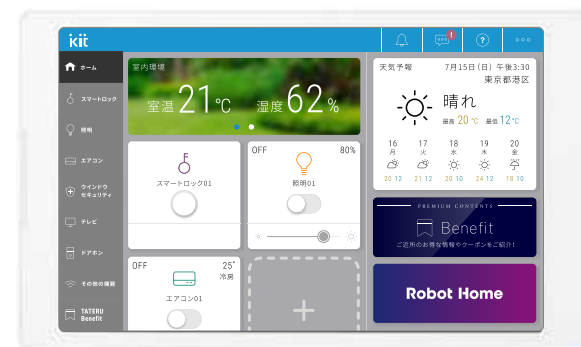 kit
!
?
ホーム
スマートロック
照明
エアコン
ウインドウ
セキュリティ
テレビ
ドアホン
その他の機器
TATERU
Benefit
室内環境
室温 21℃ 湿度 62%
スマートロック01
OFF 80%
照明01
OFF 25°
冷房
エアコン01
+
天気予報 7月15日(日) 午後3:30
東京都港区
晴れ
最高 20℃ 最低 12℃
16 17 18 19 20
月 火 水 木 金
20 12 21 12 20 10 24 12 18 10
PREMIUM CONTENTS
Benefit
ご近所のお得な情報やクーポンをご紹介!
Robot Home